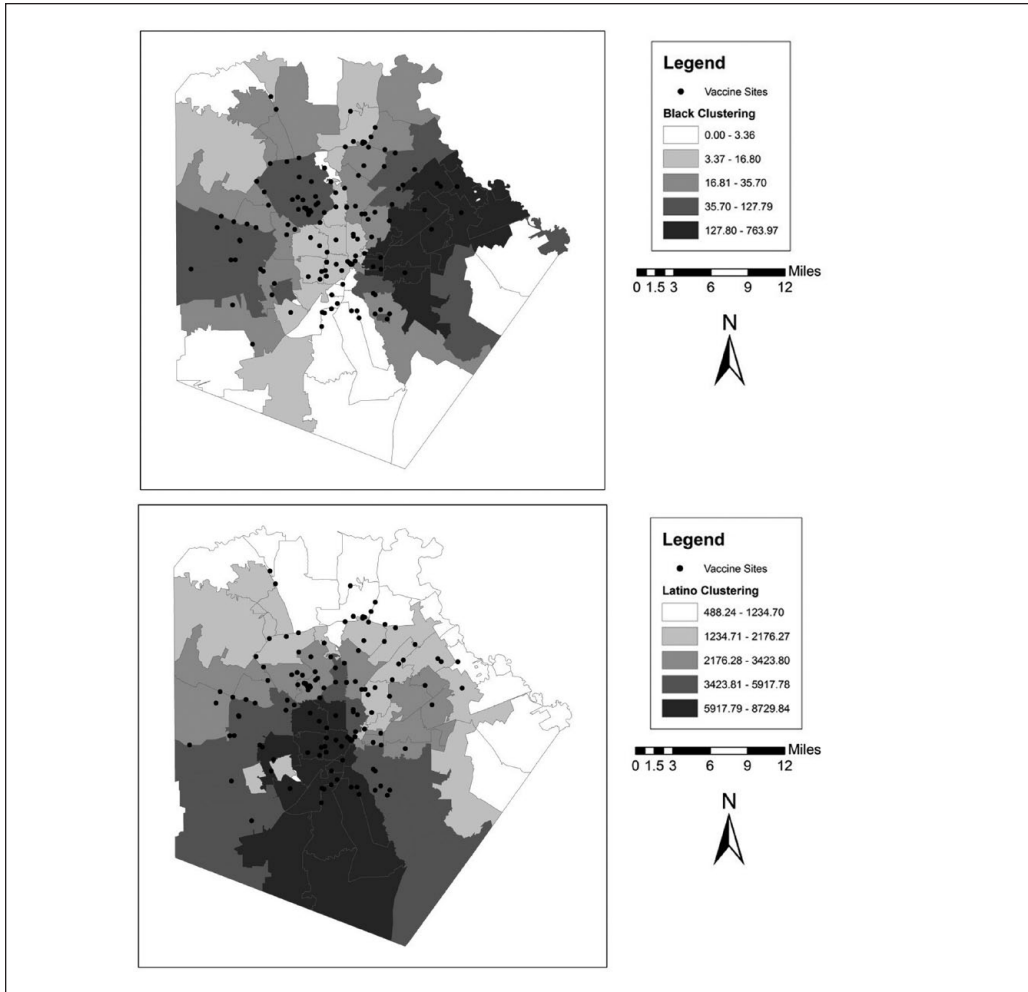 Legend
Vaccine Sites
Black Clustering
0.00 - 3.36
3.37 - 16.80
16.81 - 35.70
35.70 - 127.79
127.80 - 763.97
Miles
0 1.5 3 6 9 12
N
Legend
Vaccine Sites
Latino Clustering
488.24 - 1234.70
1234.71 - 2176.27
2176.28 - 3423.80
3423.81 - 5917.78
5917.79 - 8729.84
Miles
0 1.5 3 6 9 12
N